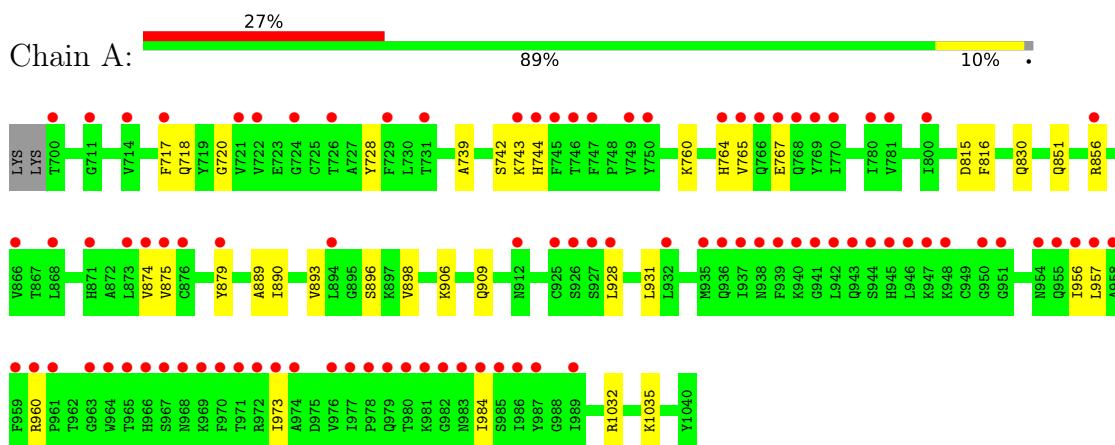 27%
Chain A:
89% 10% •
LYS LYS T700 G711 V714 F717 Q718 Y719 G720 V721 V722 E723 G724 C725 T726 A727 Y728 F729 L730 T731 A739 S742 K743 H744 F745 T746 F747 P748 V749 Y750 K760 H764 V765 Q766 E767 Q768 Y769 I770 I780 V781 I800 D815 F816 Q830 Q851 R856
V866 T867 L868 H871 A872 L873 V874 V875 C876 Y879 A889 I890 V893 L894 G895 S896 K897 V898 K906 Q909 N912 C925 S926 S927 L928 L931 L932 M935 Q936 I937 N938 F939 K940 G941 L942 Q943 S944 H945 L946 K947 K948 C949 G950 G951 N954 Q955 I956 L957 A958
F959 R960 P961 T962 G963 W964 T965 H966 S967 N968 K969 F970 T971 R972 I973 A974 D975 V976 I977 P978 Q979 T980 K981 G982 N983 I984 S985 I986 Y987 G988 I989 R1032 K1035 Y1040